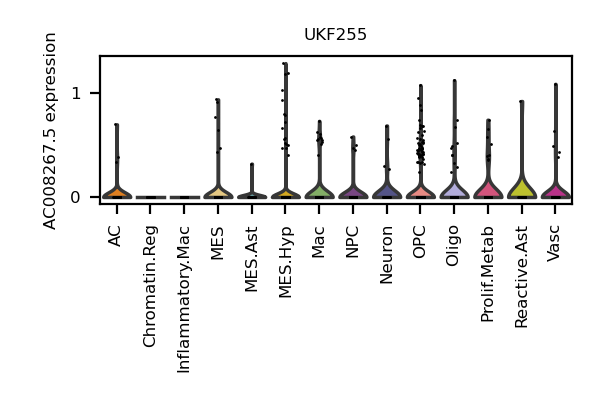 UKF255
AC008267.5 expression
1
0
AC
Chromatin.Reg
Inflammatory.Mac
MES
MES.Ast
MES.Hyp
Mac
NPC
Neuron
OPC
Oligo
Prolif.Metab
Reactive.Ast
Vasc